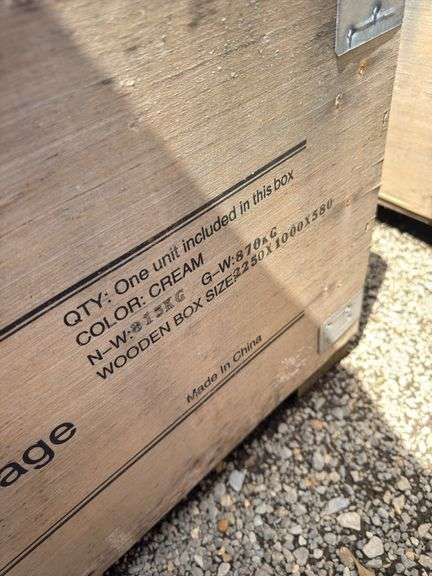 QTY: One unit included in this box
COLOR: CREAM
N-W:815KG G-W:870KG
WOODEN BOX SIZE:2250X1000X580
Made In China
age